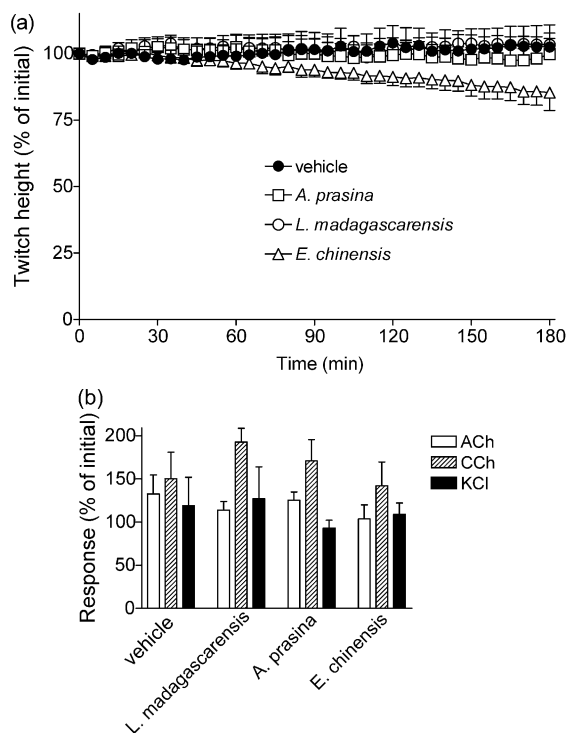 (a)
Twitch height (% of initial)
100
75
50
25
0
vehicle
A. prasina
L. madagascarensis
E. chinensis
0 30 60 90 120 150 180
Time (min)
(b)
Response (% of initial)
200
150
100
50
0
ACh
CCh
KCl
vehicle
L. madagascarensis
A. prasina
E. chinensis